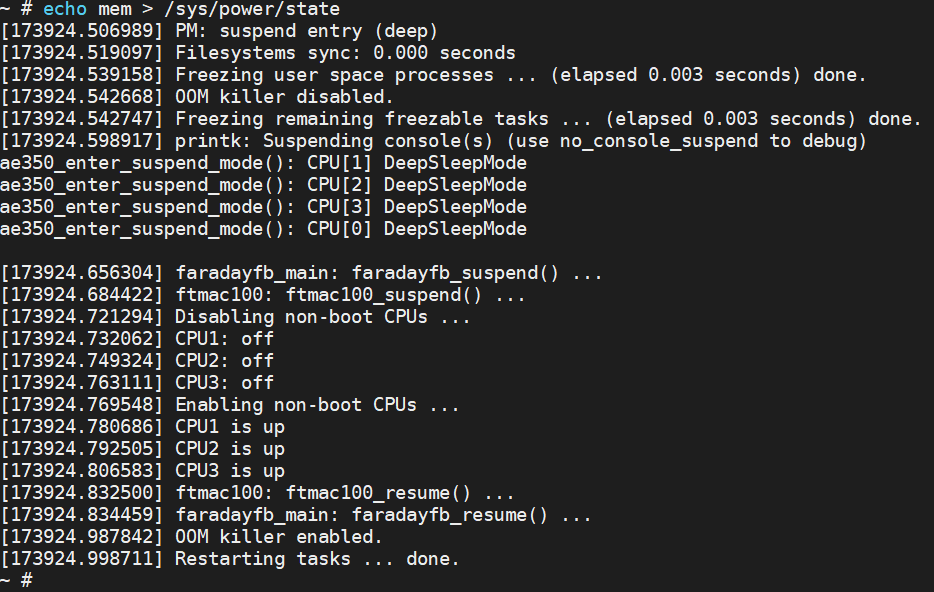 ~ # echo mem > /sys/power/state
[173924.506989] PM: suspend entry (deep)
[173924.519097] Filesystems sync: 0.000 seconds
[173924.539158] Freezing user space processes ... (elapsed 0.003 seconds) done.
[173924.542668] OOM killer disabled.
[173924.542747] Freezing remaining freezable tasks ... (elapsed 0.003 seconds) done.
[173924.598917] printk: Suspending console(s) (use no_console_suspend to debug)
ae350_enter_suspend_mode(): CPU[1] DeepSleepMode
ae350_enter_suspend_mode(): CPU[2] DeepSleepMode
ae350_enter_suspend_mode(): CPU[3] DeepSleepMode
ae350_enter_suspend_mode(): CPU[0] DeepSleepMode

[173924.656304] faradayfb_main: faradayfb_suspend() ...
[173924.684422] ftmac100: ftmac100_suspend() ...
[173924.721294] Disabling non-boot CPUs ...
[173924.732062] CPU1: off
[173924.749324] CPU2: off
[173924.763111] CPU3: off
[173924.769548] Enabling non-boot CPUs ...
[173924.780686] CPU1 is up
[173924.792505] CPU2 is up
[173924.806583] CPU3 is up
[173924.832500] ftmac100: ftmac100_resume() ...
[173924.834459] faradayfb_main: faradayfb_resume() ...
[173924.987842] OOM killer enabled.
[173924.998711] Restarting tasks ... done.
~ #